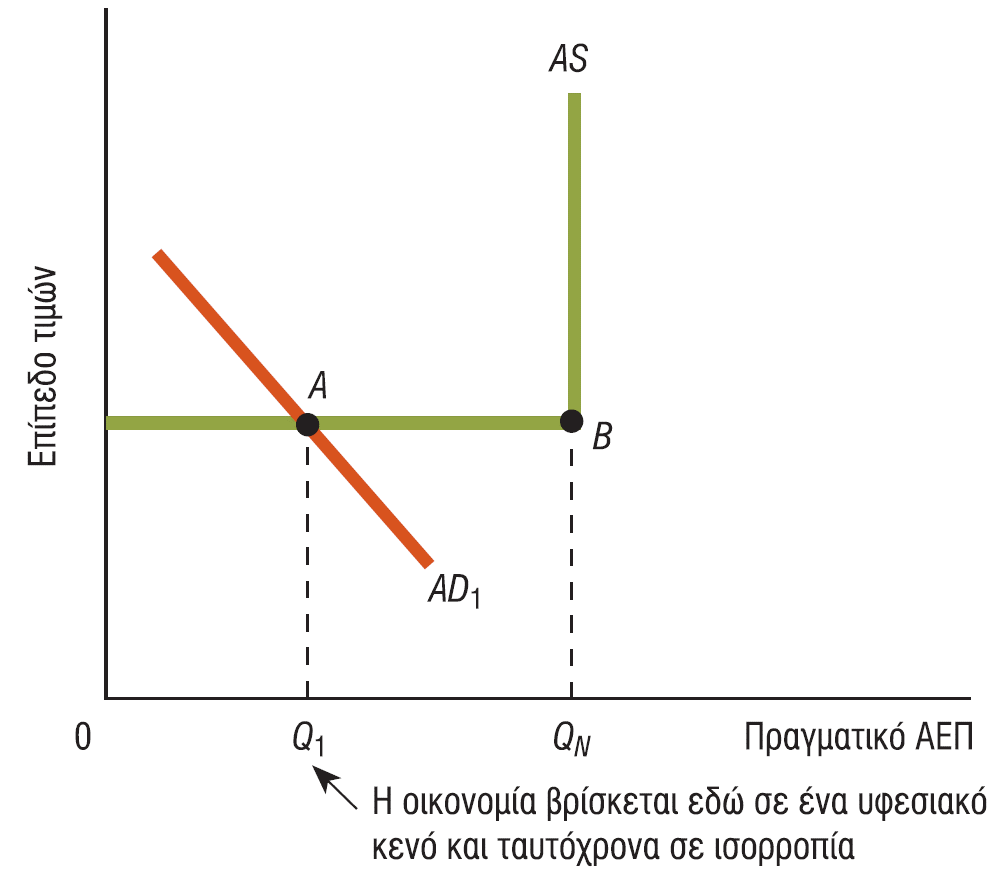 AS
Επίπεδο τιμών
A
B
AD₁
0
Q₁
Q_N
Πραγματικό ΑΕΠ
Η οικονομία βρίσκεται εδώ σε ένα υφεσιακό
κενό και ταυτόχρονα σε ισορροπία